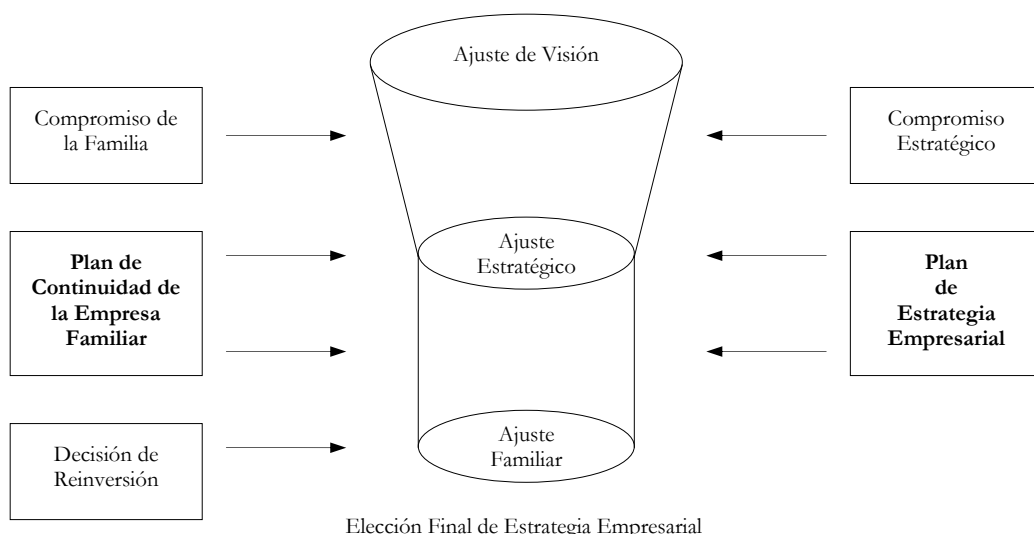 Ajuste de Visión
Compromiso de
la Familia
Compromiso
Estratégico
Ajuste
Estratégico
Plan de
Continuidad de
la Empresa
Familiar
Plan
de
Estrategia
Empresarial
Decisión de
Reinversión
Ajuste
Familiar
Elección Final de Estrategia Empresarial